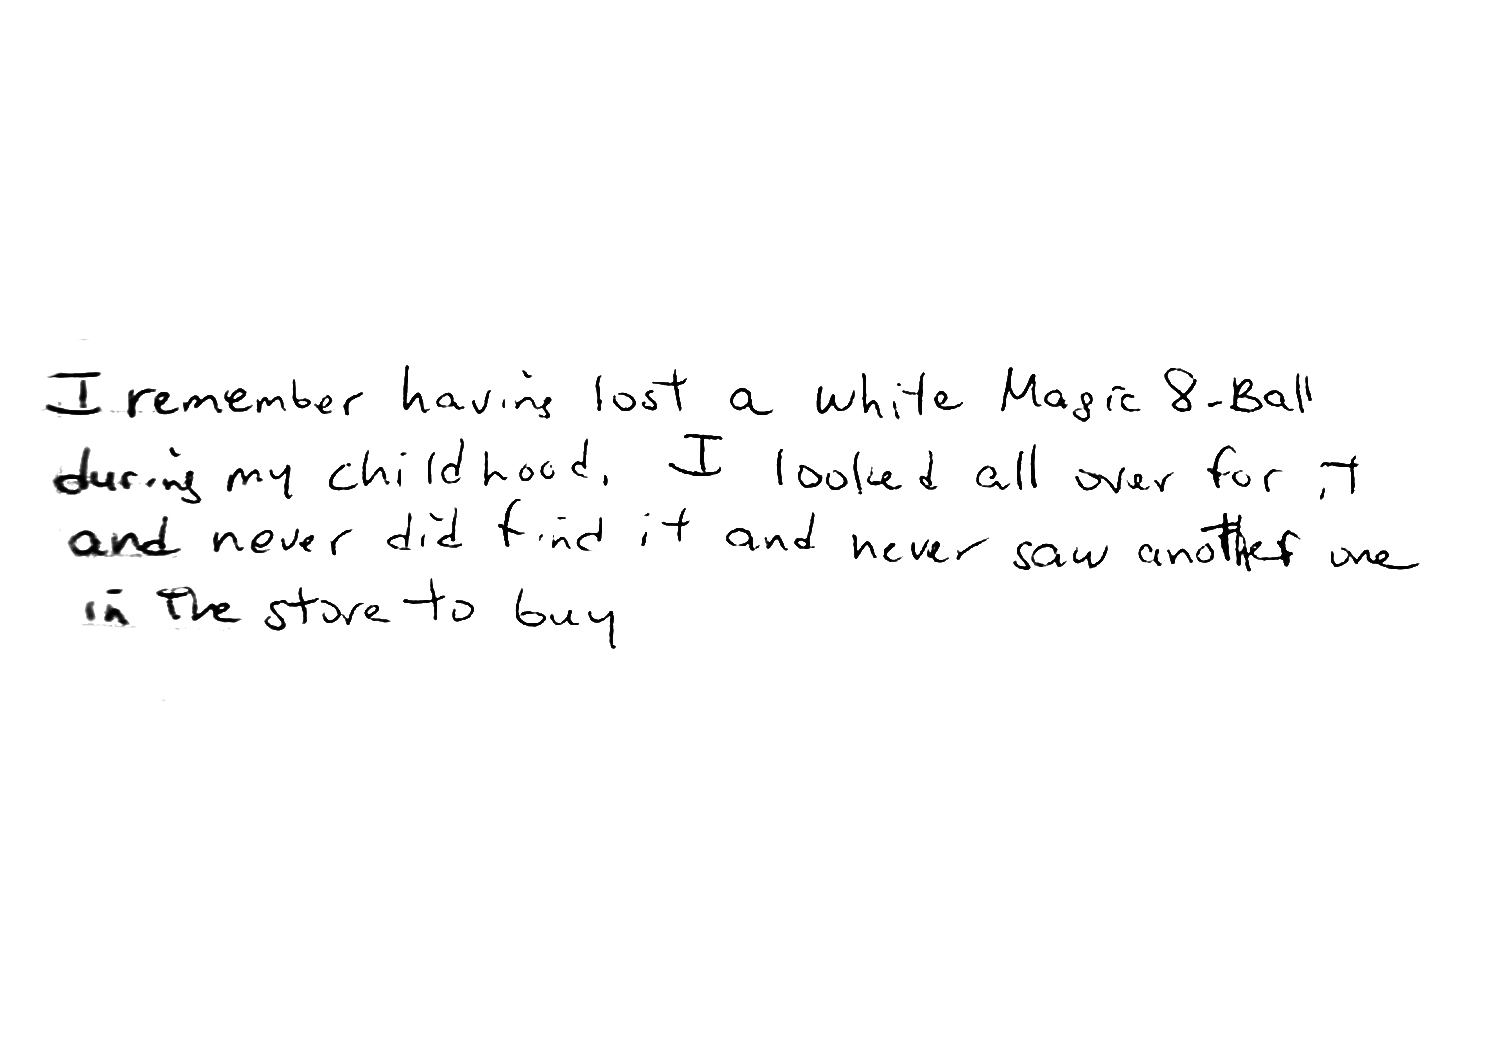 I remember having lost a white Magic 8-Ball
during my childhood. I looked all over for it
and never did find it and never saw another one
in the store to buy